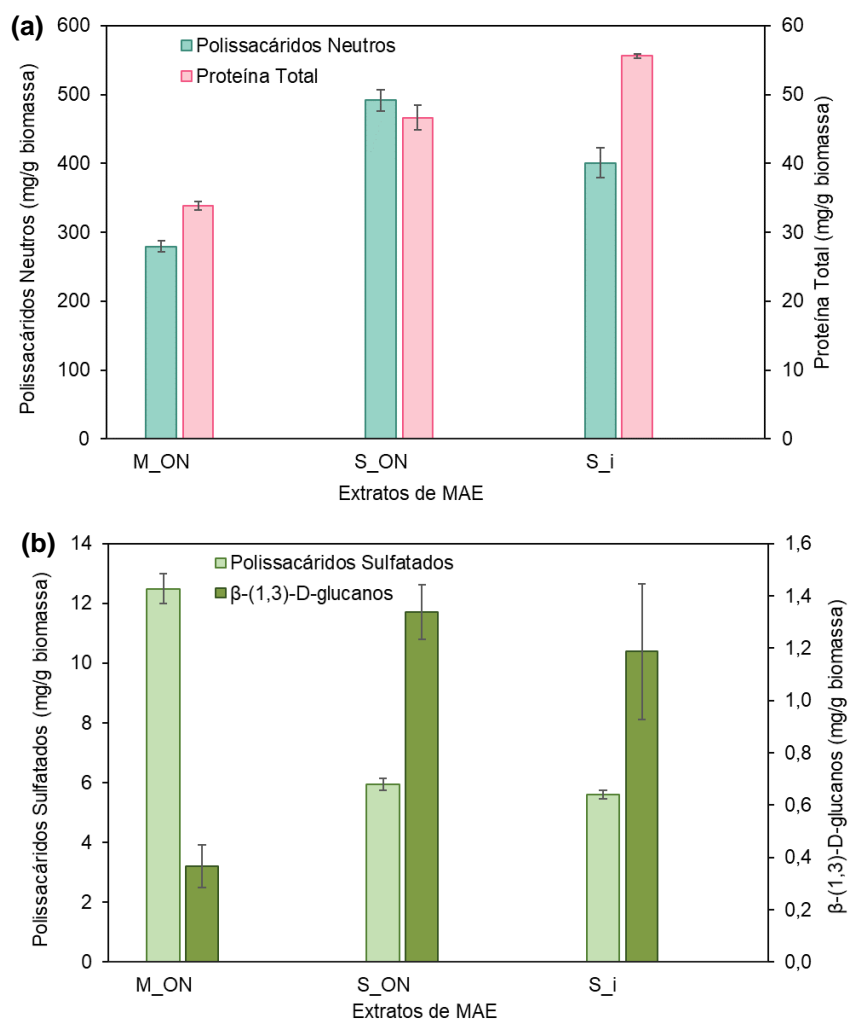 (a)
Polissacáridos Neutros
Proteína Total
Polissacáridos Neutros (mg/g biomassa)
600
500
400
300
200
100
0
60
50
40
30
20
10
0
Proteína Total (mg/g biomassa)
M_ON
S_ON
S_i
Extratos de MAE
(b)
Polissacáridos Sulfatados
β-(1,3)-D-glucanos
Polissacáridos Sulfatados (mg/g biomassa)
14
12
10
8
6
4
2
0
1,6
1,4
1,2
1,0
0,8
0,6
0,4
0,2
0,0
β-(1,3)-D-glucanos (mg/g biomassa)
M_ON
S_ON
S_i
Extratos de MAE